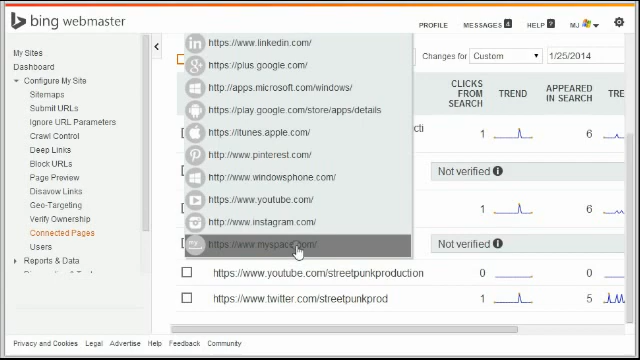 bing webmaster
PROFILE MESSAGES 4 HELP ? MJ
My Sites
Dashboard
Configure My Site
Sitemaps
Submit URLs
Ignore URL Parameters
Crawl Control
Deep Links
Block URLs
Page Preview
Disavow Links
Geo-Targeting
Verify Ownership
Connected Pages
Users
Reports & Data
https://www.linkedin.com/
https://plus.google.com/
http://apps.microsoft.com/windows/
https://play.google.com/store/apps/details
https://itunes.apple.com/
http://www.pinterest.com/
http://www.windowsphone.com/
https://www.youtube.com/
http://www.instagram.com/
https://www.myspace.com/
Changes for Custom 1/25/2014
CLICKS FROM SEARCH TREND APPEARED IN SEARCH TRE
1 6
Not verified
1 6
Not verified
https://www.youtube.com/streetpunkproduction 0 0
https://www.twitter.com/streetpunkprod 1 5
Privacy and Cookies Legal Advertise Help Feedback Community